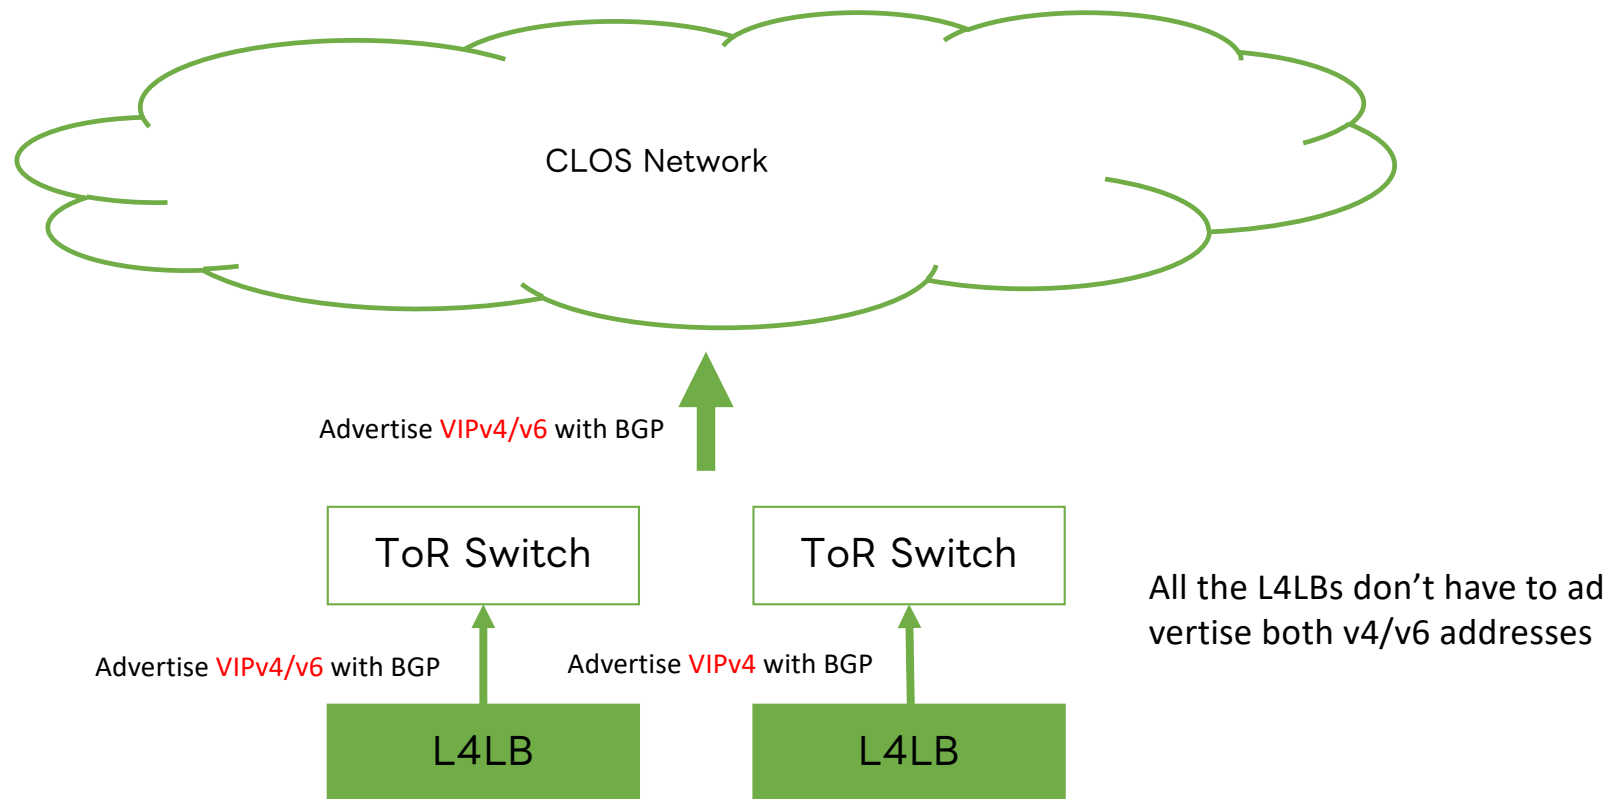 CLOS Network
Advertise VIPv4/v6 with BGP
ToR Switch
ToR Switch
All the L4LBs don’t have to ad
vertise both v4/v6 addresses
Advertise VIPv4/v6 with BGP
Advertise VIPv4 with BGP
L4LB
L4LB